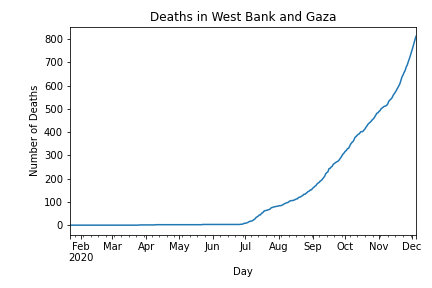 Deaths in West Bank and Gaza
800
700
600
500
400
300
200
100
0
Number of Deaths
Feb Mar Apr May Jun Jul Aug Sep Oct Nov Dec
2020
Day